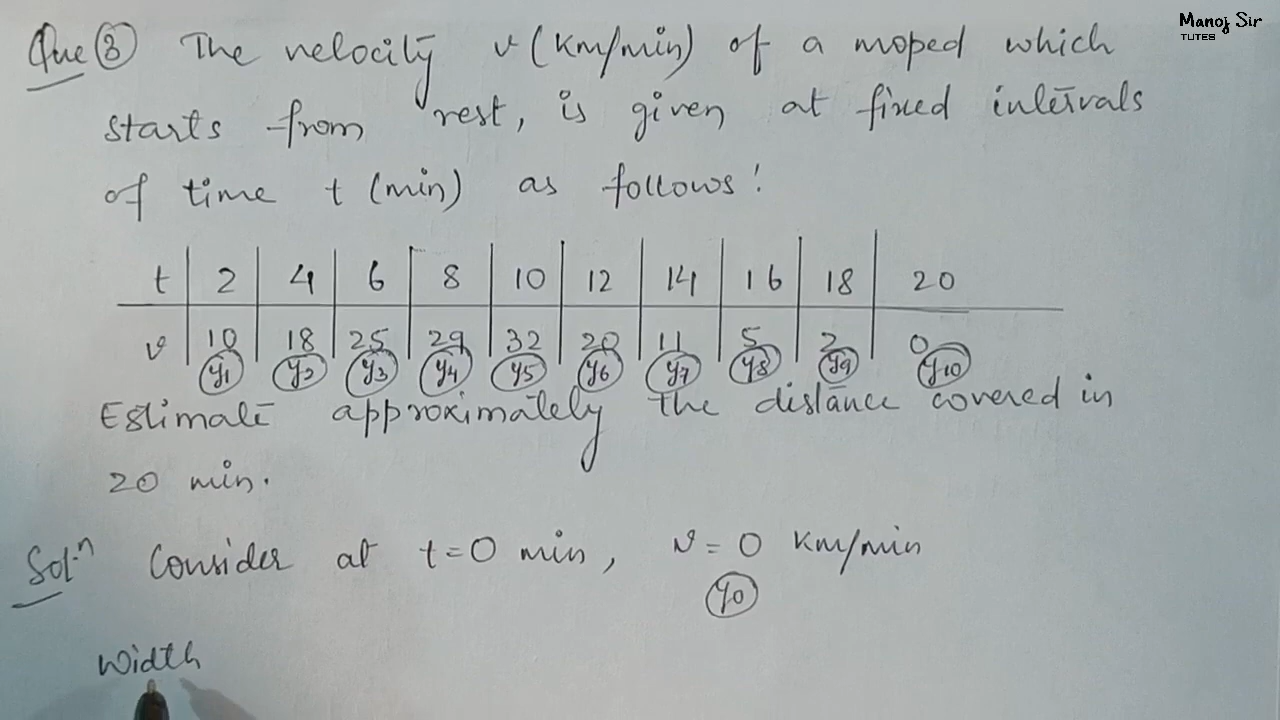 Manoj Sir
TUTES
Que (3) The velocity v (Km/min) of a moped which
starts from rest, is given at fixed intervals
of time t (min) as follows:
t 2 4 6 8 10 12 14 16 18 20
v 10 18 25 29 32 20 11 5 2 0
y1 y2 y3 y4 y5 y6 y7 y8 y9 y10
Estimate approximately the distance covered in
20 min.
Sol.n Consider at t=0 min, v = 0 Km/min
y0
Width